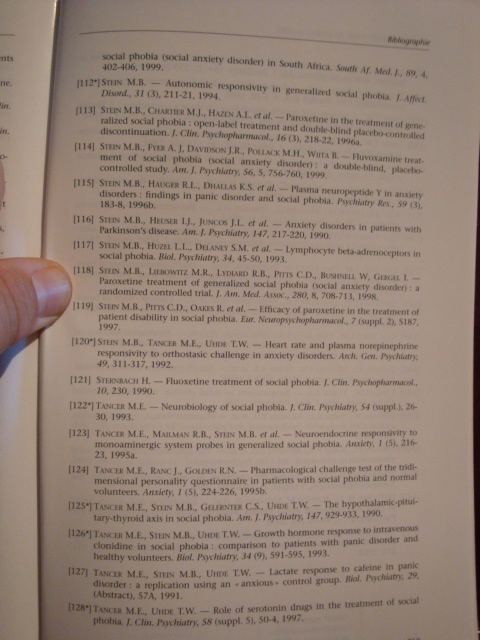 Bibliographie
social phobia (social anxiety disorder) in South Africa. South Af. Med. J., 89, 4,
402-406, 1999.
[112*] STEIN M.B. — Autonomic responsivity in generalized social phobia. J. Affect.
Disord., 31 (3), 211-21, 1994.
[113] STEIN M.B., CHARTIER M.J., HAZEN A.L. et al. — Paroxetine in the treatment of gene-
ralized social phobia : open-label treatment and double-blind placebo-controlled
discontinuation. J. Clin. Psychopharmacol., 16 (3), 218-22, 1996a.
[114] STEIN M.B., FYER A. J, DAVIDSON J.R., POLLACK M.H., WIITA B. — Fluvoxamine treat-
ment of social phobia (social anxiety disorder) : a double-blind, placebo-
controlled study. Am. J. Psychiatry, 56, 5, 756-760, 1999.
[115] STEIN M.B., HAUGER R.L., DHALLAS K.S. et al. — Plasma neuropeptide Y in anxiety
disorders : findings in panic disorder and social phobia. Psychiatry Res., 59 (3),
183-8, 1996b.
[116] STEIN M.B., HEUSER I.J., JUNCOS J.L. et al. — Anxiety disorders in patients with
Parkinson's disease. Am. J. Psychiatry, 147, 217-220, 1990.
[117] STEIN M.B., HUZEL L.L., DELANEY S.M. et al. — Lymphocyte beta-adrenoceptors in
social phobia. Biol. Psychiatry, 34, 45-50, 1993.
[118] STEIN M.B., LIEBOWITZ M.R., LYDIARD R.B., PITTS C.D., BUSHNELL W, GERGEL I. —
Paroxetine treatment of generalized social phobia (social anxiety disorder) : a
randomized controlled trial. J. Am. Med. Assoc., 280, 8, 708-713, 1998.
[119] STEIN M.B., PITTS C.D., OAKES R. et al. — Efficacy of paroxetine in the treatment of
patient disability in social phobia. Eur. Neuropsychopharmacol., 7 (suppl. 2), S187,
1997.
[120*] STEIN M.B., TANCER M.E., UHDE T.W. — Heart rate and plasma norepinephrine
responsivity to orthostasic challenge in anxiety disorders. Arch. Gen. Psychiatry,
49, 311-317, 1992.
[121] STERNBACH H. — Fluoxetine treatment of social phobia. J. Clin. Psychopharmacol.,
10, 230, 1990.
[122*] TANCER M.E. — Neurobiology of social phobia. J. Clin. Psychiatry, 54 (suppl.), 26-
30, 1993.
[123] TANCER M.E., MAILMAN R.B., STEIN M.B. et al. — Neuroendocrine responsivity to
monoaminergic system probes in generalized social phobia. Anxiety, 1 (5), 216-
23, 1995a.
[124] TANCER M.E., RANC J., GOLDEN R.N. — Pharmacological challenge test of the tridi-
mensional personality questionnaire in patients with social phobia and normal
volunteers. Anxiety, 1 (5), 224-226, 1995b.
[125*] TANCER M.E., STEIN M.B., GELERNTER C.S., UHDE T.W. — The hypothalamic-pitui-
tary-thyroid axis in social phobia. Am. J. Psychiatry, 147, 929-933, 1990.
[126*] TANCER M.E., STEIN M.B., UHDE T.W. — Growth hormone response to intravenous
clonidine in social phobia : comparison to patients with panic disorder and
healthy volunteers. Biol. Psychiatry, 34 (9), 591-595, 1993.
[127] TANCER M.E., STEIN M.B., UHDE T.W. — Lactate response to cafeine in panic
disorder : a replication using an « anxious » control group. Biol. Psychiatry, 29,
(Abstract), 57A, 1991.
[128*] TANCER M.E., UHDE T.W. — Role of serotonin drugs in the treatment of social
phobia. J. Clin. Psychiatry, 58 (suppl. 5), 50-4, 1997.